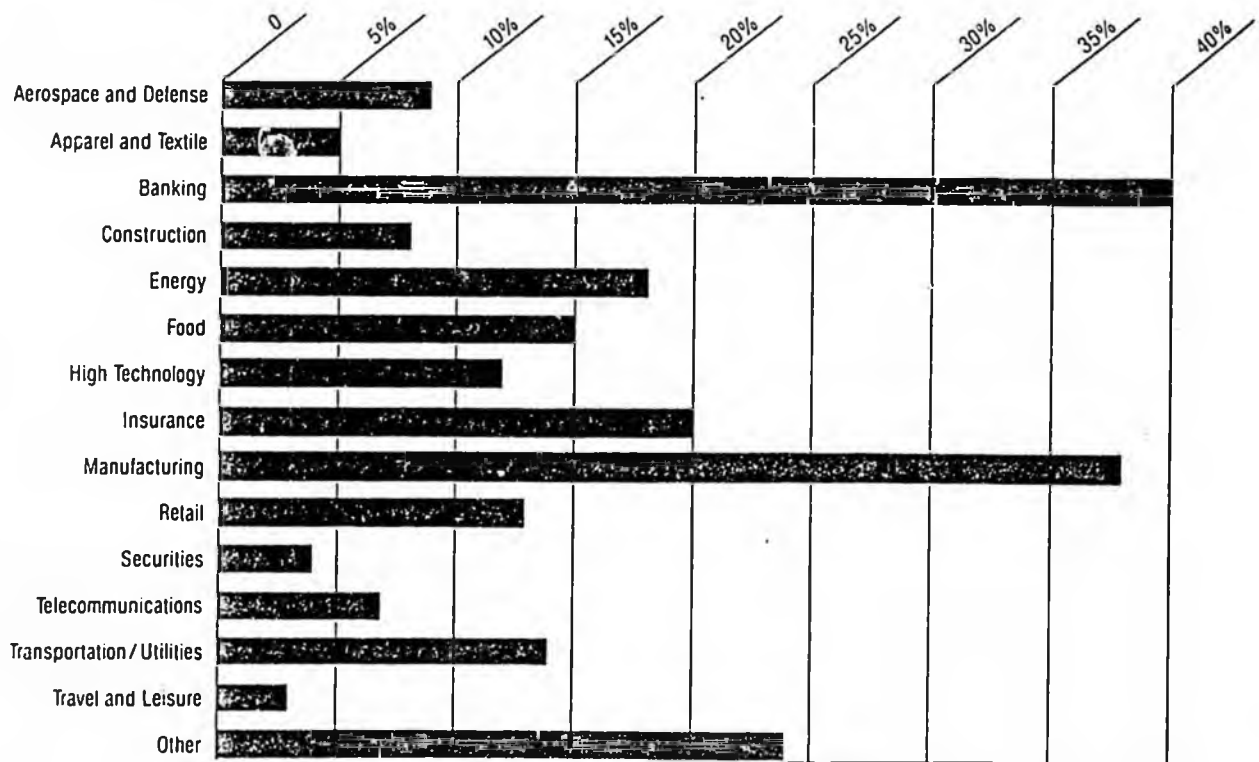 0 5% 10% 15% 20% 25% 30% 35% 40%
Aerospace and Defense
Apparel and Textile
Banking
Construction
Energy
Food
High Technology
Insurance
Manufacturing
Retail
Securities
Telecommunications
Transportation/Utilities
Travel and Leisure
Other